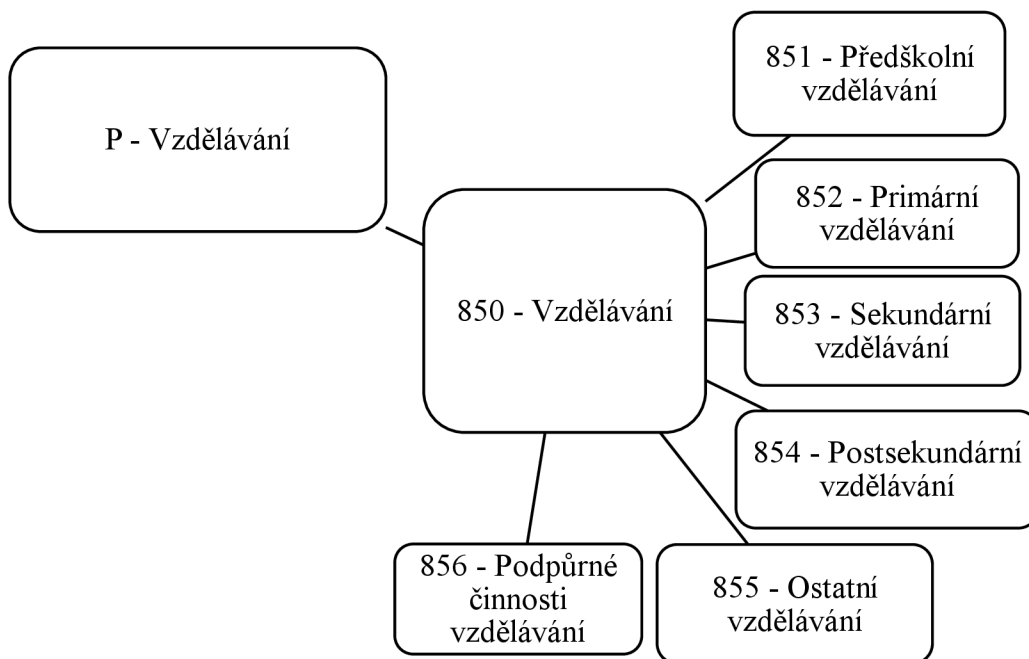 P - Vzdělávání
850 - Vzdělávání
851 - Předškolní
vzdělávání
852 - Primární
vzdělávání
853 - Sekundární
vzdělávání
854 - Postsekundární
vzdělávání
855 - Ostatní
vzdělávání
856 - Podpůrné
činnosti
vzdělávání